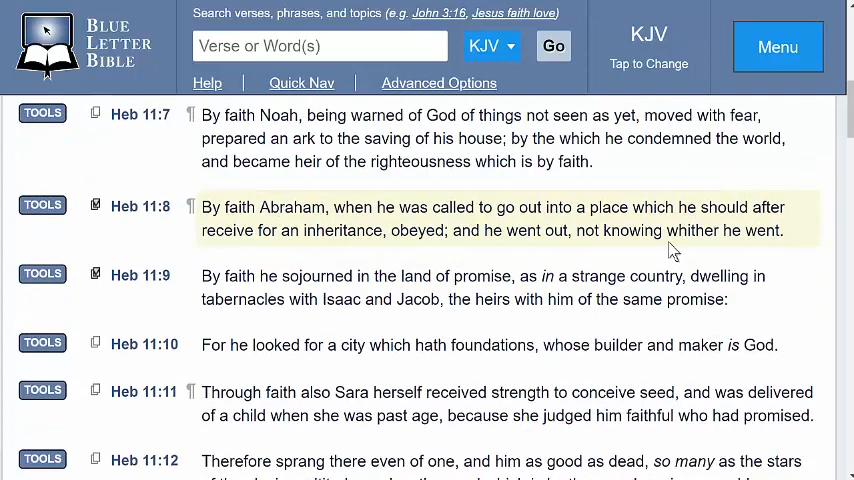 BLUE
LETTER
BIBLE
Search verses, phrases, and topics (e.g. John 3:16, Jesus faith love)
Verse or Word(s)
KJV
Go
Help
Quick Nav
Advanced Options
KJV
Tap to Change
Menu
TOOLS Heb 11:7 ¶ By faith Noah, being warned of God of things not seen as yet, moved with fear,
prepared an ark to the saving of his house; by the which he condemned the world,
and became heir of the righteousness which is by faith.
TOOLS Heb 11:8 ¶ By faith Abraham, when he was called to go out into a place which he should after
receive for an inheritance, obeyed; and he went out, not knowing whither he went.
TOOLS Heb 11:9 By faith he sojourned in the land of promise, as in a strange country, dwelling in
tabernacles with Isaac and Jacob, the heirs with him of the same promise:
TOOLS Heb 11:10 For he looked for a city which hath foundations, whose builder and maker is God.
TOOLS Heb 11:11 ¶ Through faith also Sara herself received strength to conceive seed, and was delivered
of a child when she was past age, because she judged him faithful who had promised.
TOOLS Heb 11:12 Therefore sprang there even of one, and him as good as dead, so many as the stars